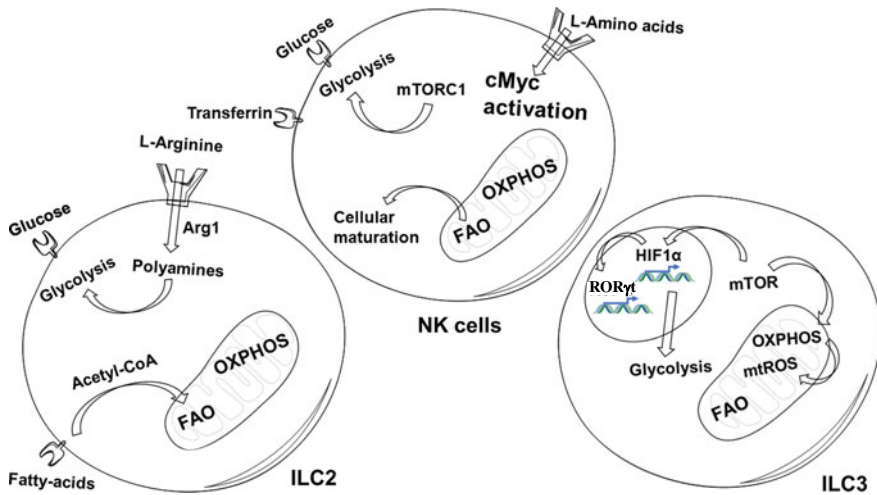 L-Amino acids
Glucose
Glycolysis
mTORC1
cMyc
activation
Transferrin
OXPHOS
FAO
Cellular
maturation
NK cells
L-Arginine
Glucose
Arg1
Polyamines
Glycolysis
OXPHOS
Acetyl-CoA
FAO
Fatty-acids
ILC2
HIF1α
RORγt
mTOR
OXPHOS
mtROS
Glycolysis
FAO
ILC3